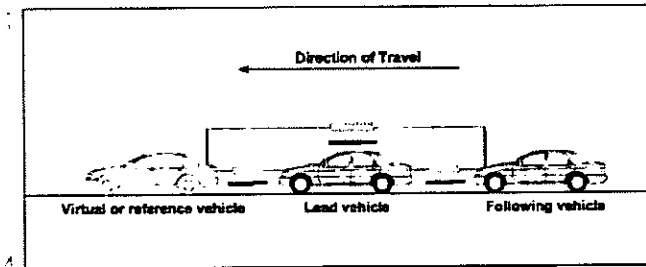 Direction of Travel
Virtual or reference vehicle
Lead vehicle
Following vehicle